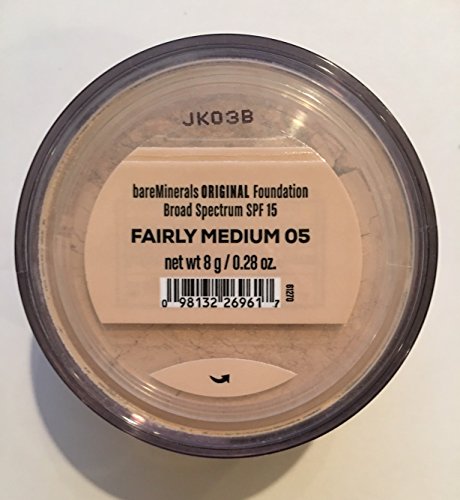 JK03B
bareMinerals ORIGINAL Foundation
Broad Spectrum SPF 15
FAIRLY MEDIUM 05
net wt 8 g / 0.28 oz.
0 98132 26961 7